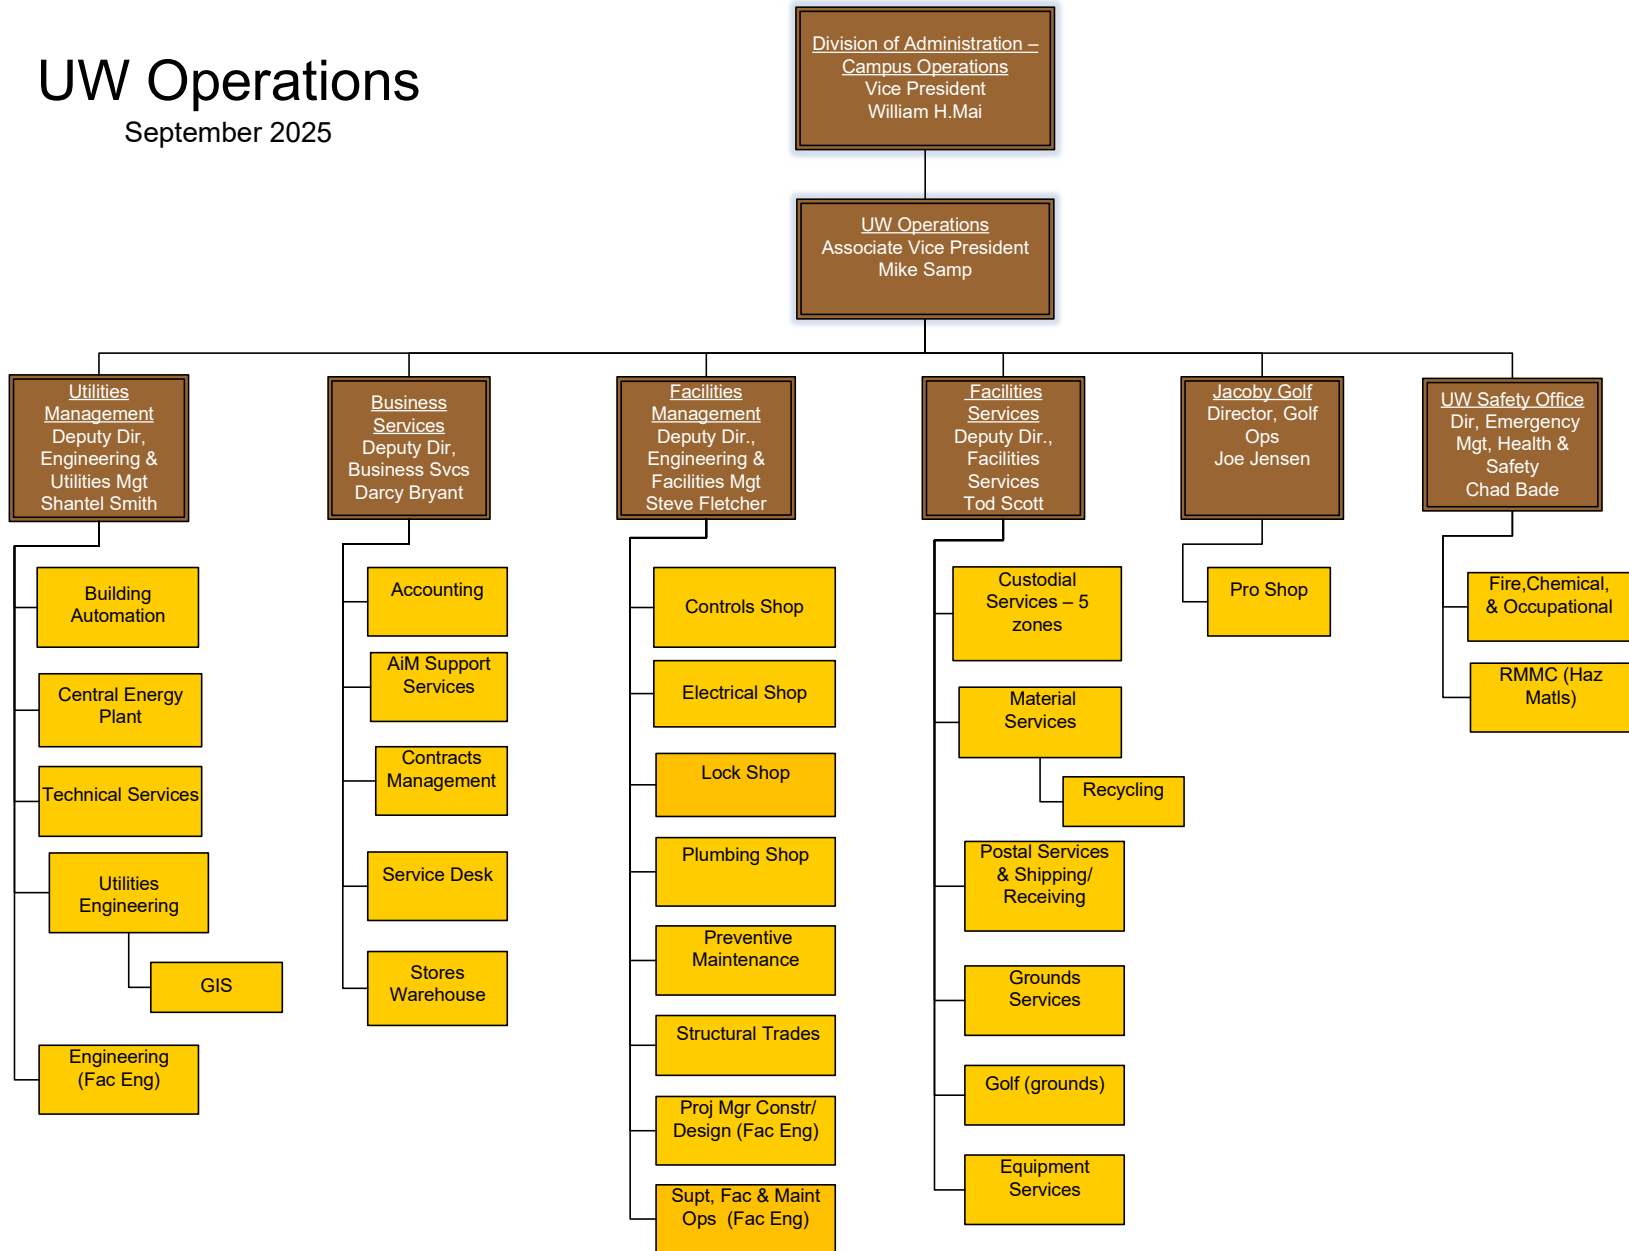 UW Operations
September 2025
Division of Administration –
Campus Operations
Vice President
William H.Mai
UW Operations
Associate Vice President
Mike Samp
Utilities
Management
Deputy Dir,
Engineering &
Utilities Mgt
Shantel Smith
Business
Services
Deputy Dir,
Business Svcs
Darcy Bryant
Facilities
Management
Deputy Dir.,
Engineering &
Facilities Mgt
Steve Fletcher
Facilities
Services
Deputy Dir.,
Facilities
Services
Tod Scott
Jacoby Golf
Director, Golf
Ops
Joe Jensen
UW Safety Office
Dir, Emergency
Mgt, Health &
Safety
Chad Bade
Building
Automation
Central Energy
Plant
Technical Services
Utilities
Engineering
GIS
Engineering
(Fac Eng)
Accounting
AiM Support
Services
Contracts
Management
Service Desk
Stores
Warehouse
Controls Shop
Electrical Shop
Lock Shop
Plumbing Shop
Preventive
Maintenance
Structural Trades
Proj Mgr Constr/
Design (Fac Eng)
Supt, Fac & Maint
Ops (Fac Eng)
Custodial
Services – 5
zones
Material
Services
Recycling
Postal Services
& Shipping/
Receiving
Grounds
Services
Golf (grounds)
Equipment
Services
Pro Shop
Fire,Chemical,
& Occupational
RMMC (Haz
Matls)